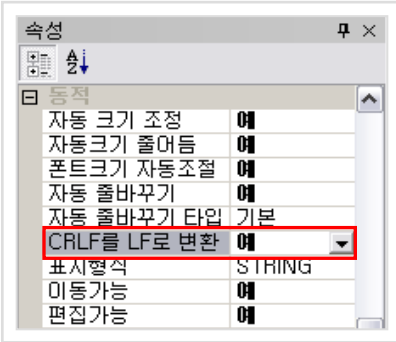 속성
동적
자동 크기 조정 예
자동크기 줄어듬 예
폰트크기 자동조절 예
자동 줄바꾸기 예
자동 줄바꾸기 타입 기본
CRLF를 LF로 변환 예
표시형식 STRING
이동가능 예
편집가능 예